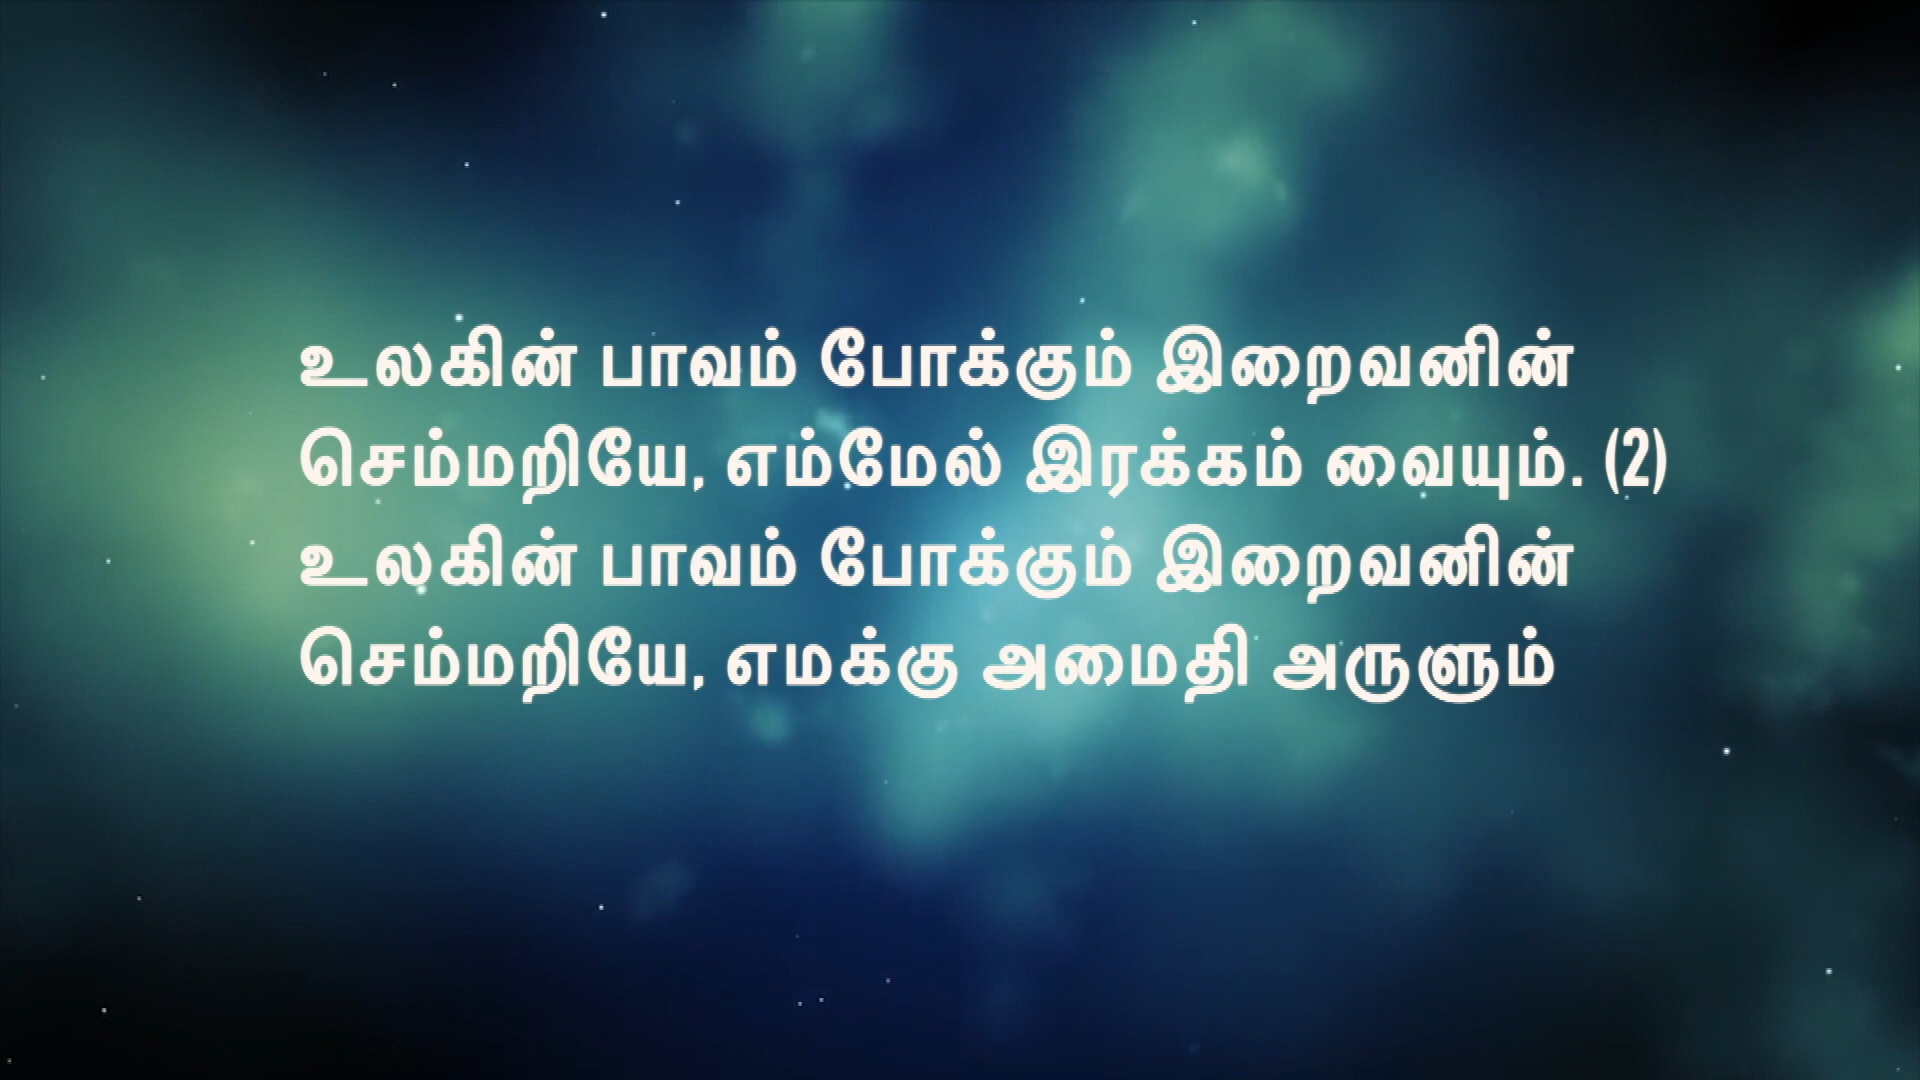 உலகின் பாவம் போக்கும் இறைவனின்
செம்மறியே, எம்மேல் இரக்கம் வையும். (2)
உலகின் பாவம் போக்கும் இறைவனின்
செம்மறியே, எமக்கு அமைதி அருளும்